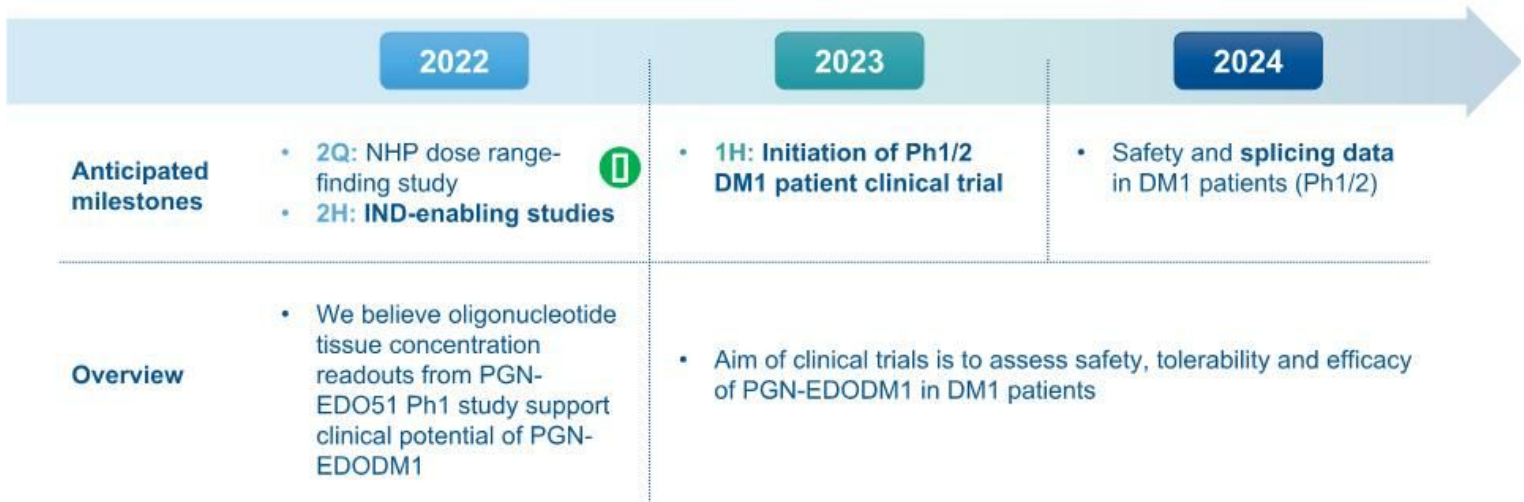 2022
2023
2024
Anticipated
milestones
• 2Q: NHP dose range-
finding study
• 2H: IND-enabling studies
• 1H: Initiation of Ph1/2
DM1 patient clinical trial
• Safety and splicing data
in DM1 patients (Ph1/2)
Overview
• We believe oligonucleotide
tissue concentration
readouts from PGN-
EDO51 Ph1 study support
clinical potential of PGN-
EDODM1
• Aim of clinical trials is to assess safety, tolerability and efficacy
of PGN-EDODM1 in DM1 patients